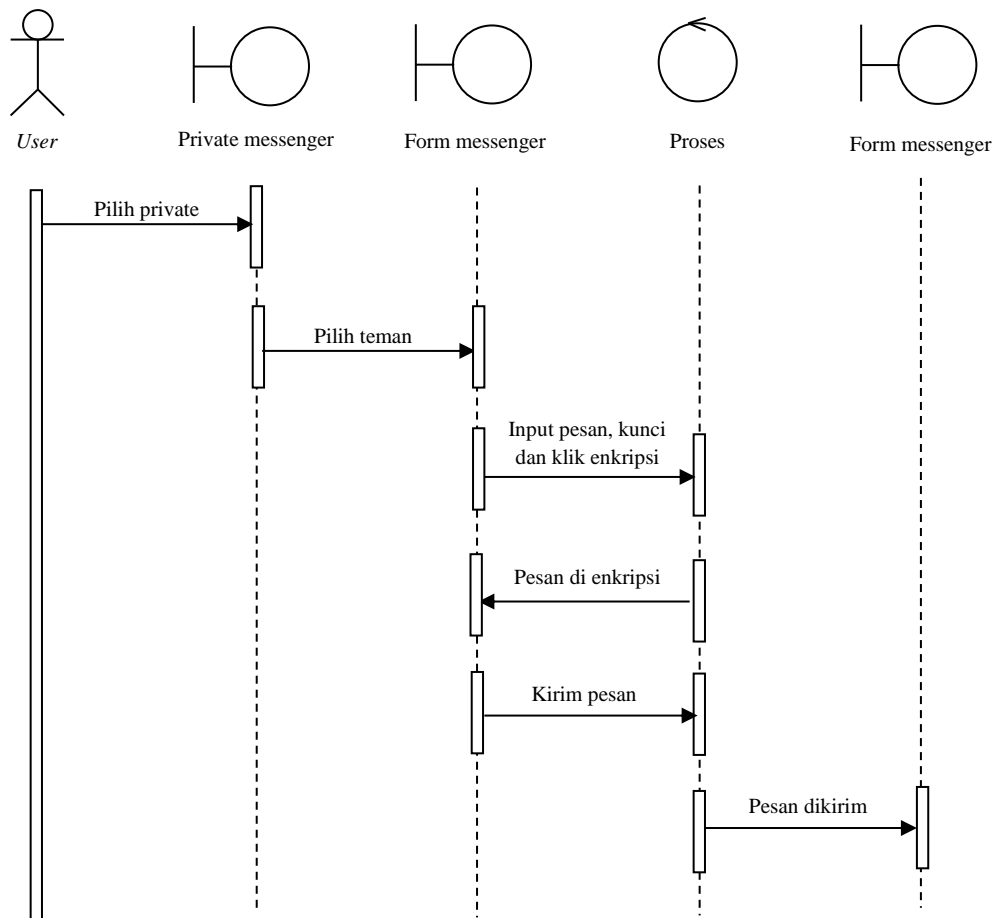 User
Private messenger
Form messenger
Proses
Form messenger
Pilih private
Pilih teman
Input pesan, kunci
dan klik enkripsi
Pesan di enkripsi
Kirim pesan
Pesan dikirim